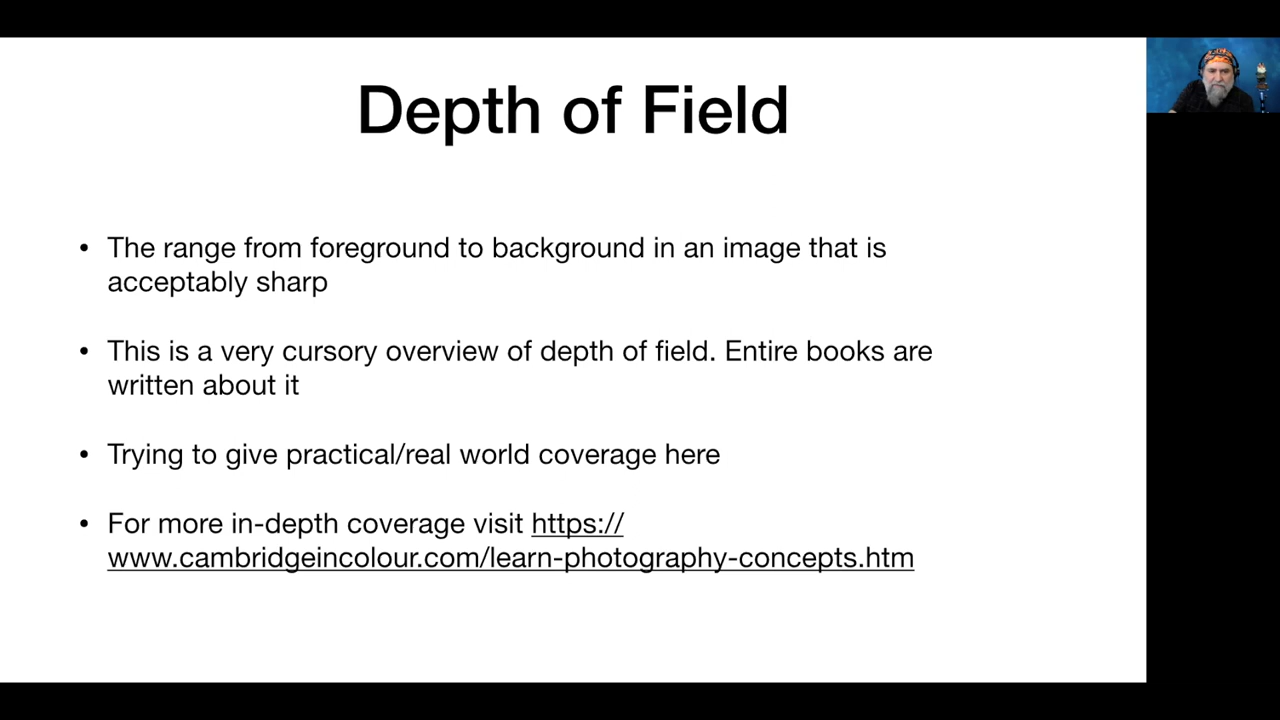 Depth of Field
• The range from foreground to background in an image that is
acceptably sharp
• This is a very cursory overview of depth of field. Entire books are
written about it
• Trying to give practical/real world coverage here
• For more in-depth coverage visit https://
www.cambridgeincolour.com/learn-photography-concepts.htm